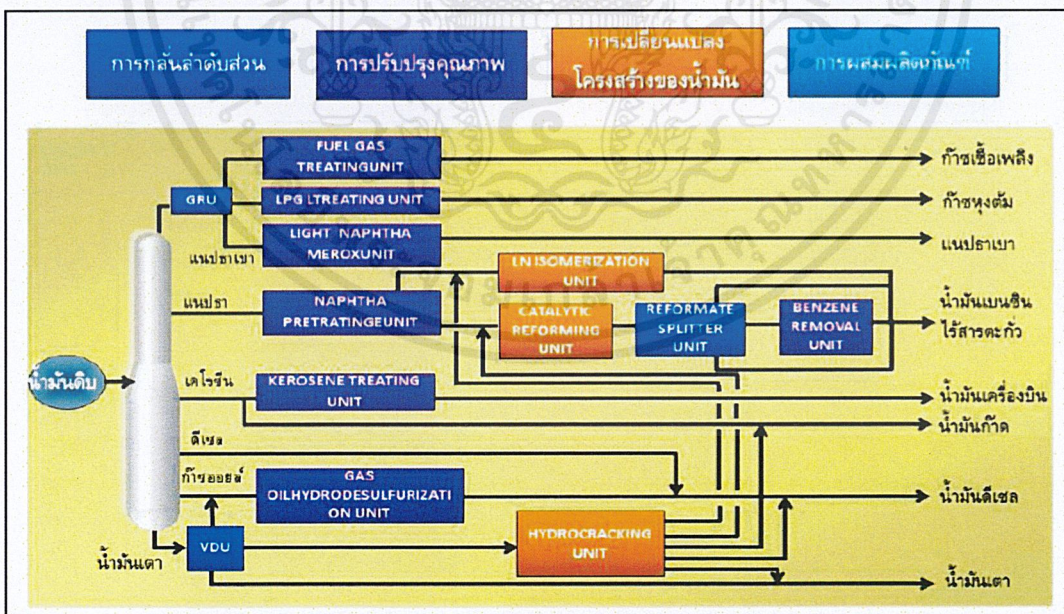 การกลั่นลำดับส่วน
การปรับปรุงคุณภาพ
การเปลี่ยนแปลง
โครงสร้างของน้ำมัน
การผสมผลิตภัณฑ์
FUEL GAS
TREATINGUNIT
ก๊าซเชื้อเพลิง
GRU
LPG LTREATING UNIT
ก๊าซหุงต้ม
LIGHT NAPHTHA
MEROXUNIT
แนปธาเบา
แนปธาเบา
LN ISOMERIZATION
UNIT
แนปธา
NAPHTHA
PRETRATINGEUNIT
CATALYTIC
REFORMING
UNIT
REFORMATE
SPLITTER
UNIT
BENZENE
REMOVAL
UNIT
น้ำมันเบนซิน
ไร้สารตะกั่ว
น้ำมันดิบ
เคโรซีน
KEROSENE TREATING
UNIT
น้ำมันเครื่องบิน
น้ำมันก๊าด
ดีเซล
ก๊าซออยล์
GAS
OILHYDRODESULFURIZATI
ON UNIT
น้ำมันดีเซล
HYDROCRACKING
UNIT
VDU
น้ำมันเตา
น้ำมันเตา